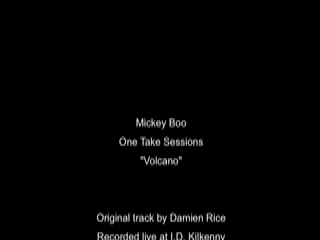 Mickey Boo
One Take Sessions
"Volcano"
Original track by Damien Rice
Recorded live at I.D. Kilkenny